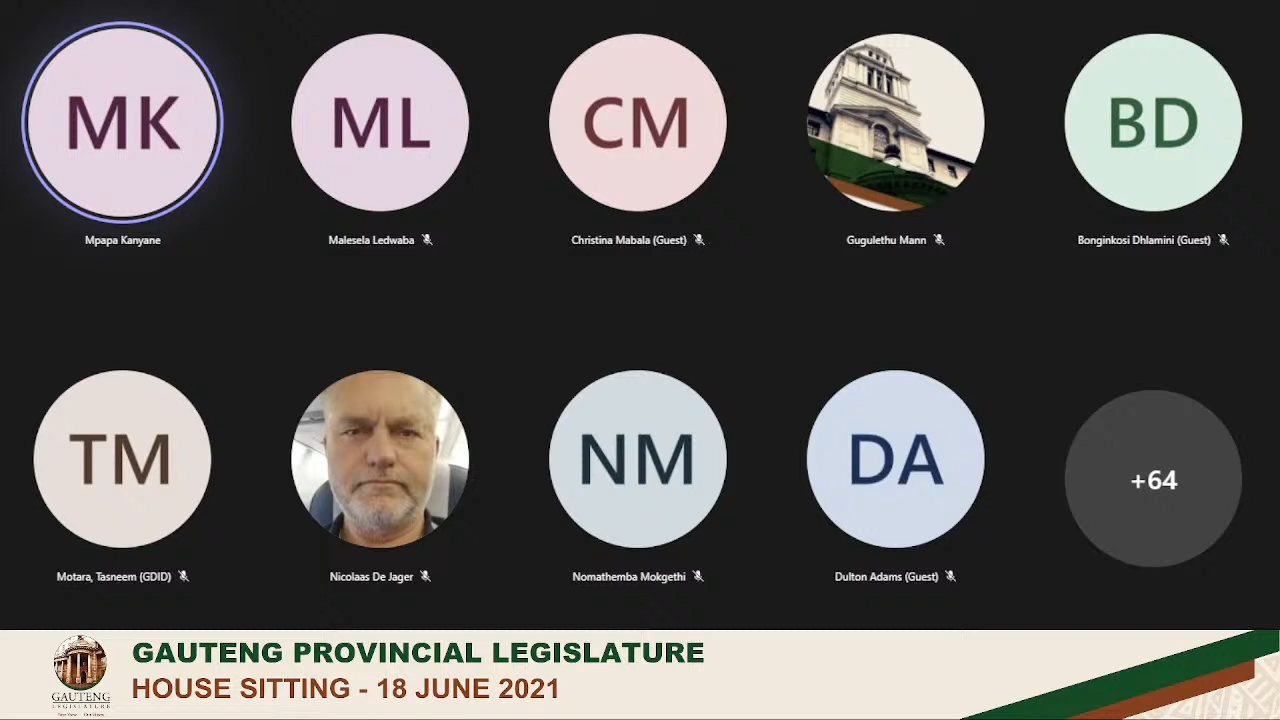 MK
ML
CM
BD
Mpapa Kanyane
Malesela Ledwaba
Christina Mabala (Guest)
Gugulethu Mann
Bonginkosi Dhlamini (Guest)
TM
NM
DA
+64
Motara, Tasneem (GDID)
Nicolaas De Jager
Nomathemba Mokgethi
Dulton Adams (Guest)
GAUTENG PROVINCIAL LEGISLATURE
HOUSE SITTING - 18 JUNE 2021
GAUTENG
LEGISLATURE